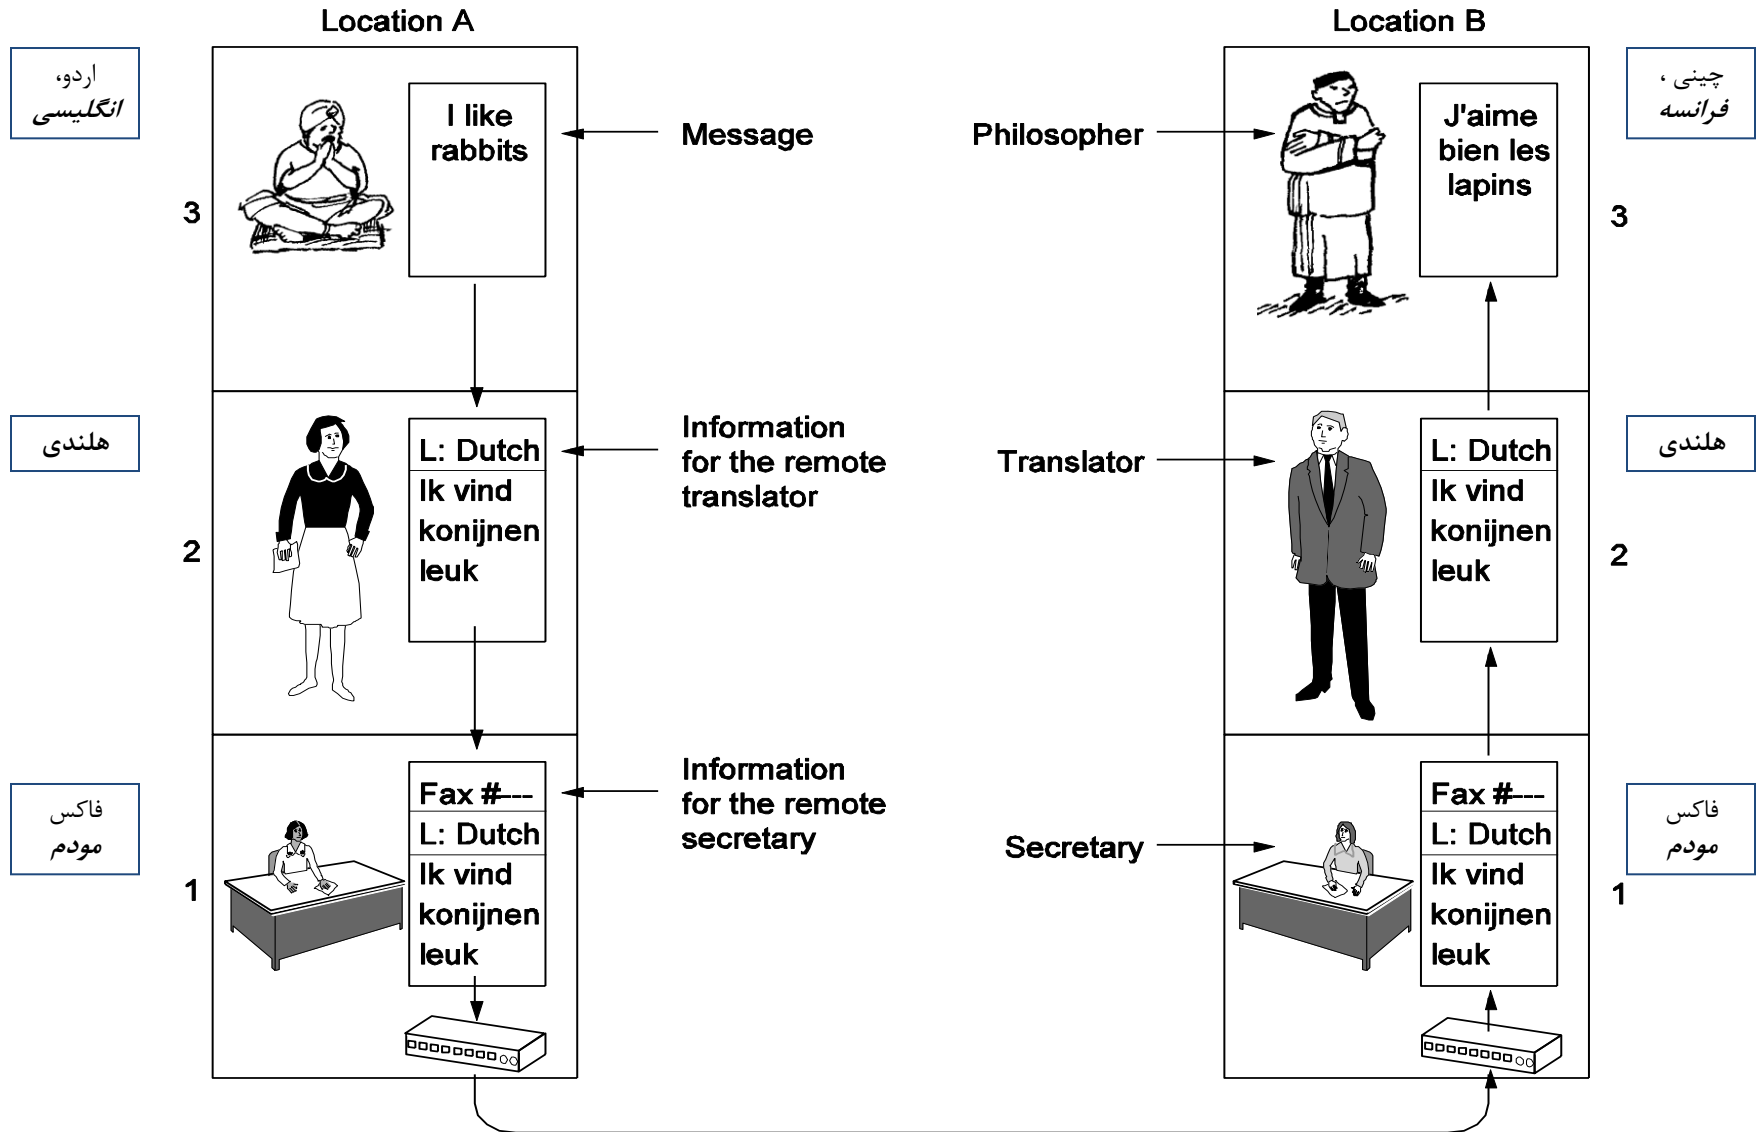 Location A
Location B
اردو،
انگلیسی
I like
rabbits
Message
Philosopher
J'aime
bien les
lapins
چینی ،
فرانسه
3
3
هلندی
L: Dutch
Ik vind
konijnen
leuk
Information
for the remote
translator
Translator
L: Dutch
Ik vind
konijnen
leuk
هلندی
2
2
فاکس
مودم
Fax #---
L: Dutch
Ik vind
konijnen
leuk
Information
for the remote
secretary
Secretary
Fax #---
L: Dutch
Ik vind
konijnen
leuk
فاکس
مودم
1
1